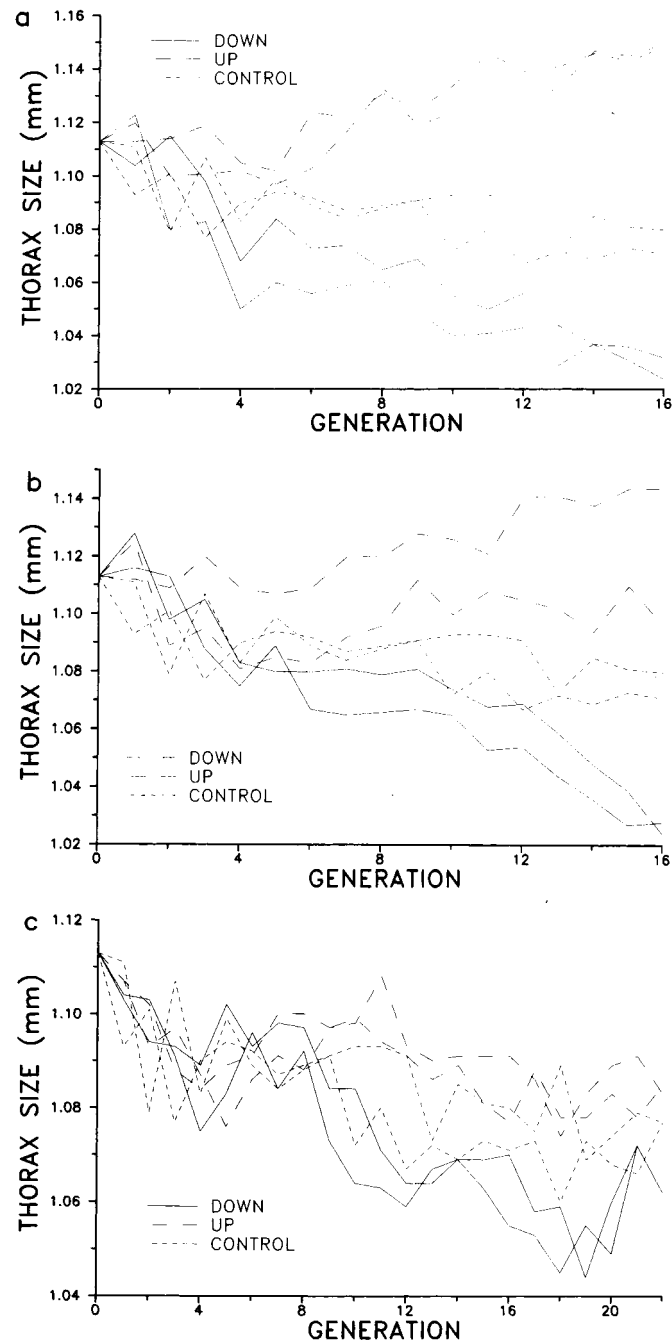 a
1.16
1.14
1.12
1.10
1.08
1.06
1.04
1.02
THORAX SIZE (mm)
DOWN
UP
CONTROL
0 4 8 12 16
GENERATION
b
1.14
1.12
1.10
1.08
1.06
1.04
1.02
THORAX SIZE (mm)
DOWN
UP
CONTROL
0 4 8 12 16
GENERATION
c
1.12
1.10
1.08
1.06
1.04
THORAX SIZE (mm)
DOWN
UP
CONTROL
0 4 8 12 16 20
GENERATION